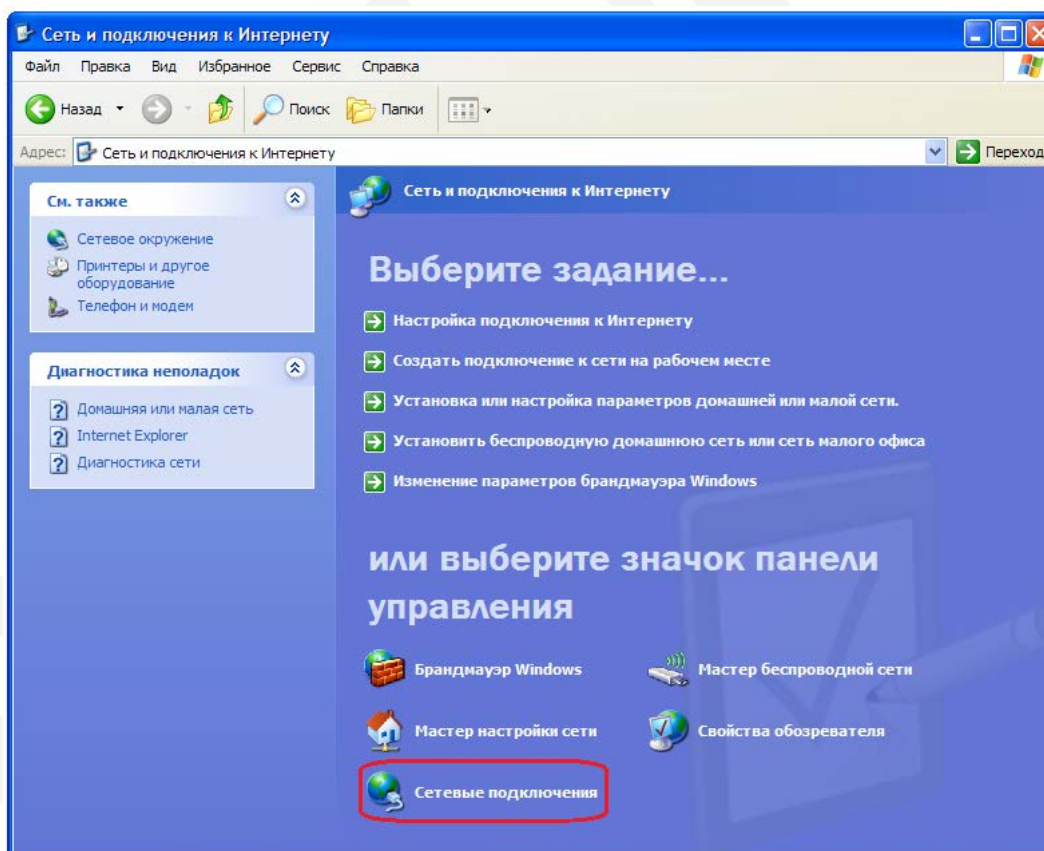 Сеть и подключения к Интернету
Файл Правка Вид Избранное Сервис Справка
Назад Поиск Папки
Адрес: Сеть и подключения к Интернету Переход
См. также
Сетевое окружение
Принтеры и другое
оборудование
Телефон и модем
Диагностика неполадок
Домашняя или малая сеть
Internet Explorer
Диагностика сети
Сеть и подключения к Интернету
Выберите задание...
Настройка подключения к Интернету
Создать подключение к сети на рабочем месте
Установка или настройка параметров домашней или малой сети.
Установить беспроводную домашнюю сеть или сеть малого офиса
Изменение параметров брандмауэра Windows
или выберите значок панели
управления
Брандмауэр Windows Мастер беспроводной сети
Мастер настройки сети Свойства обозревателя
Сетевые подключения